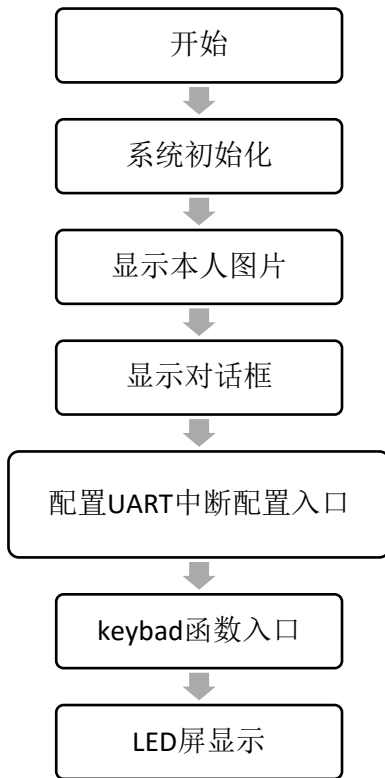 开始
系统初始化
显示本人图片
显示对话框
配置UART中断配置入口
keybad函数入口
LED屏显示